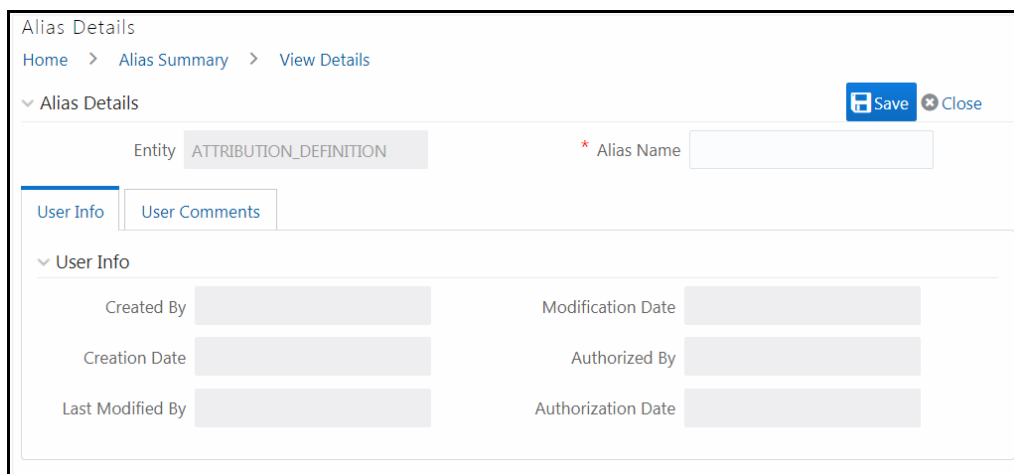 Alias Details
Home > Alias Summary > View Details
Alias Details Save Close
Entity ATTRIBUTION_DEFINITION * Alias Name
User Info User Comments
User Info
Created By Modification Date
Creation Date Authorized By
Last Modified By Authorization Date